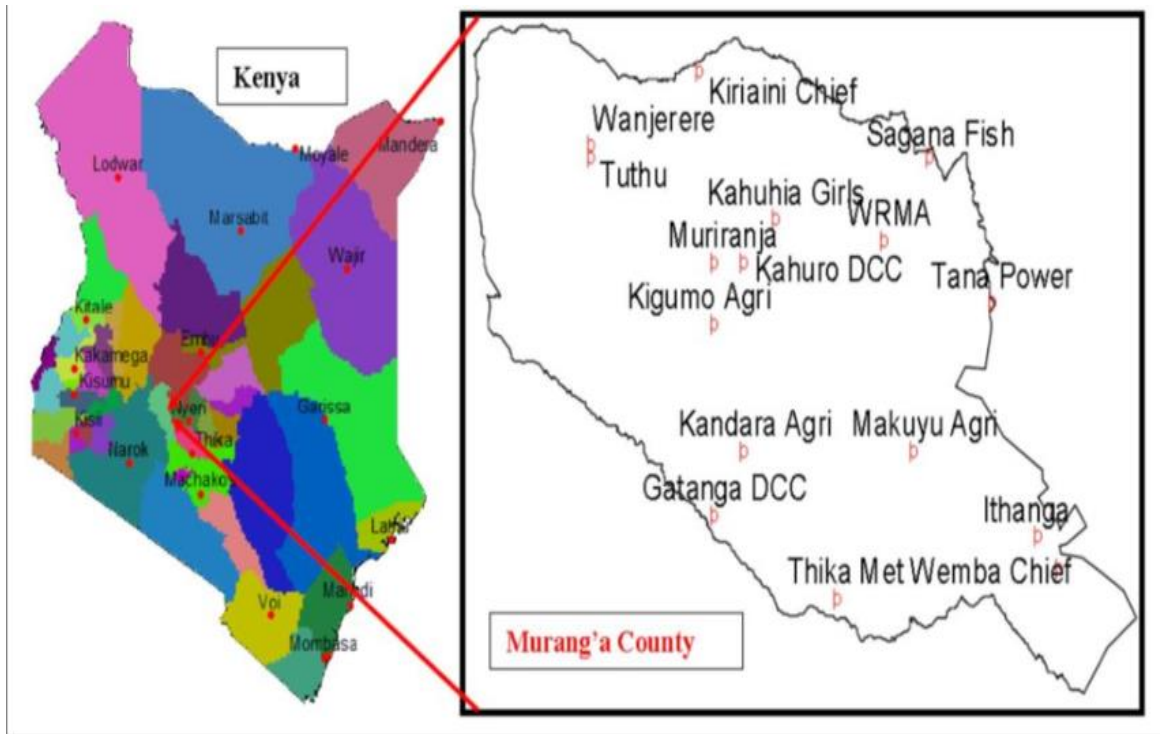 Kenya
Mandera
Moyale
Lodwar
Marsabit
Wajir
Kitale
Embu
Kakamega
Kisumu
Nyeri
Garissa
Kisii
Thika
Narok
Machakos
Lamu
Voi
Malindi
Mombasa
Kiriaini Chief
Wanjerere
Sagana Fish
Tuthu
Kahuhia Girls
WRMA
Muriranja
Kahuro DCC
Tana Power
Kigumo Agri
Kandara Agri
Makuyu Agri
Gatanga DCC
Ithanga
Thika Met
Wemba Chief
Murang'a County